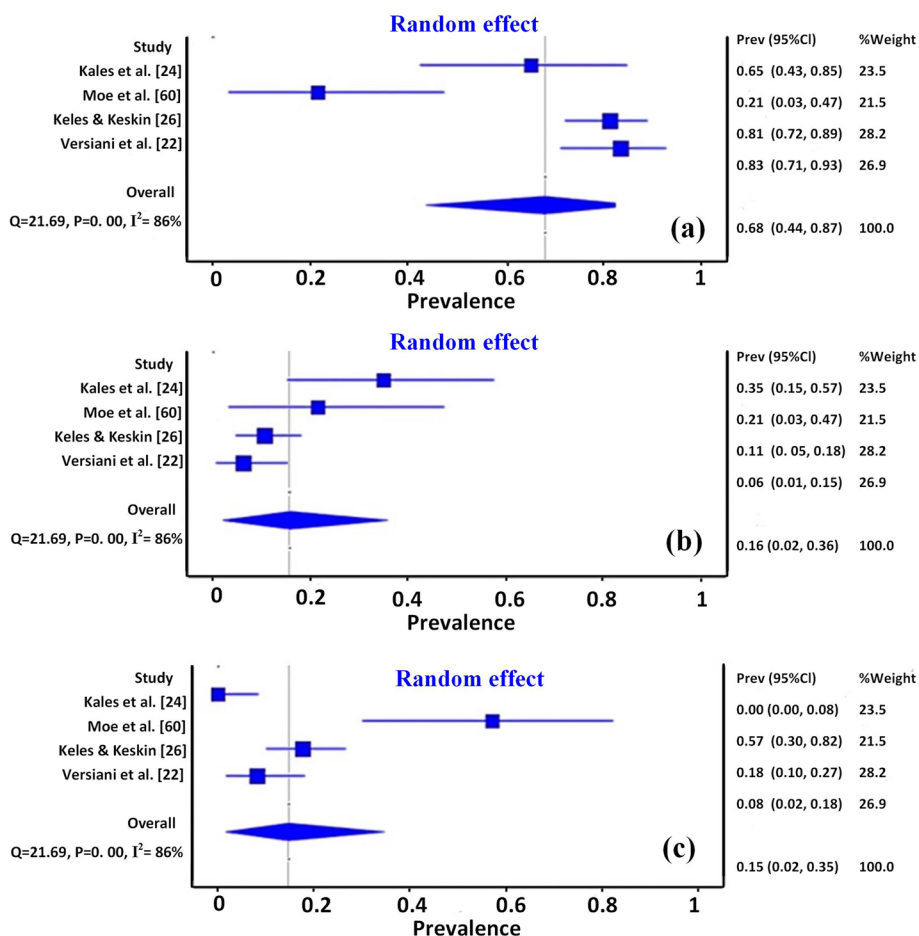 Random effect
Study Prev (95%Cl) %Weight
Kales et al. [24] 0.65 (0.43, 0.85) 23.5
Moe et al. [60] 0.21 (0.03, 0.47) 21.5
Keles & Keskin [26] 0.81 (0.72, 0.89) 28.2
Versiani et al. [22] 0.83 (0.71, 0.93) 26.9
Overall
Q=21.69, P=0. 00, I²= 86% 0.68 (0.44, 0.87) 100.0
(a)
0 0.2 0.4 0.6 0.8 1
Prevalence
Random effect
Study Prev (95%Cl) %Weight
Kales et al. [24] 0.35 (0.15, 0.57) 23.5
Moe et al. [60] 0.21 (0.03, 0.47) 21.5
Keles & Keskin [26] 0.11 (0. 05, 0.18) 28.2
Versiani et al. [22] 0.06 (0.01, 0.15) 26.9
Overall
Q=21.69, P=0. 00, I²= 86% 0.16 (0.02, 0.36) 100.0
(b)
0 0.2 0.4 0.6 0.8 1
Prevalence
Random effect
Study Prev (95%Cl) %Weight
Kales et al. [24] 0.00 (0.00, 0.08) 23.5
Moe et al. [60] 0.57 (0.30, 0.82) 21.5
Keles & Keskin [26] 0.18 (0.10, 0.27) 28.2
Versiani et al. [22] 0.08 (0.02, 0.18) 26.9
Overall
Q=21.69, P=0. 00, I²= 86% 0.15 (0.02, 0.35) 100.0
(c)
0 0.2 0.4 0.6 0.8 1
Prevalence